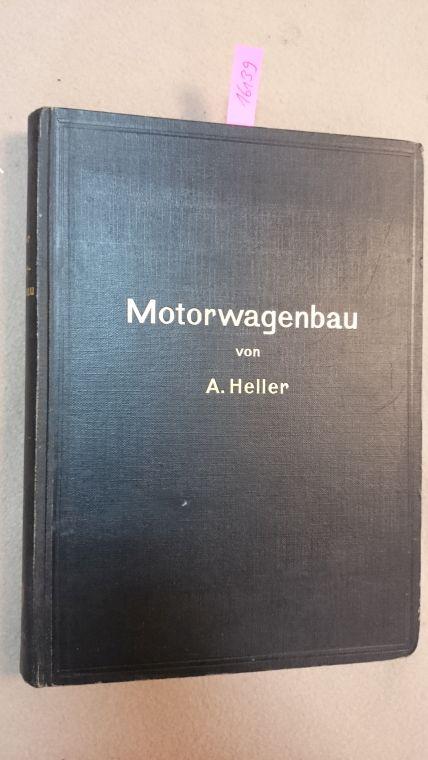 16139
Motorwagenbau
von
A. Heller